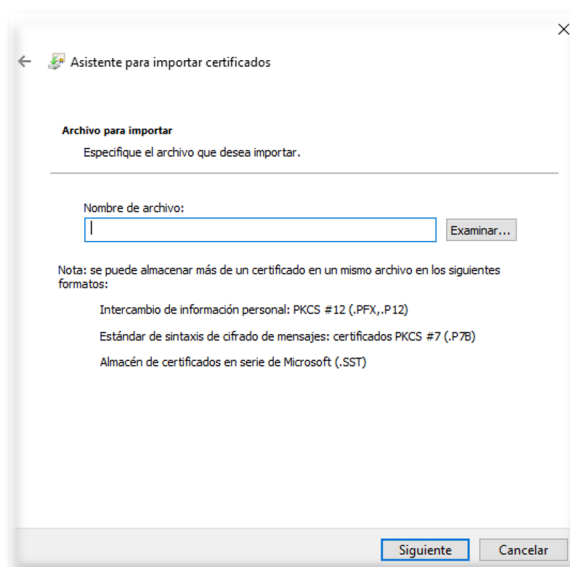 Asistente para importar certificados
Archivo para importar
Especifique el archivo que desea importar.
Nombre de archivo:
Examinar...
Nota: se puede almacenar más de un certificado en un mismo archivo en los siguientes
formatos:
Intercambio de información personal: PKCS #12 (.PFX,.P12)
Estándar de sintaxis de cifrado de mensajes: certificados PKCS #7 (.P7B)
Almacén de certificados en serie de Microsoft (.SST)
Siguiente
Cancelar